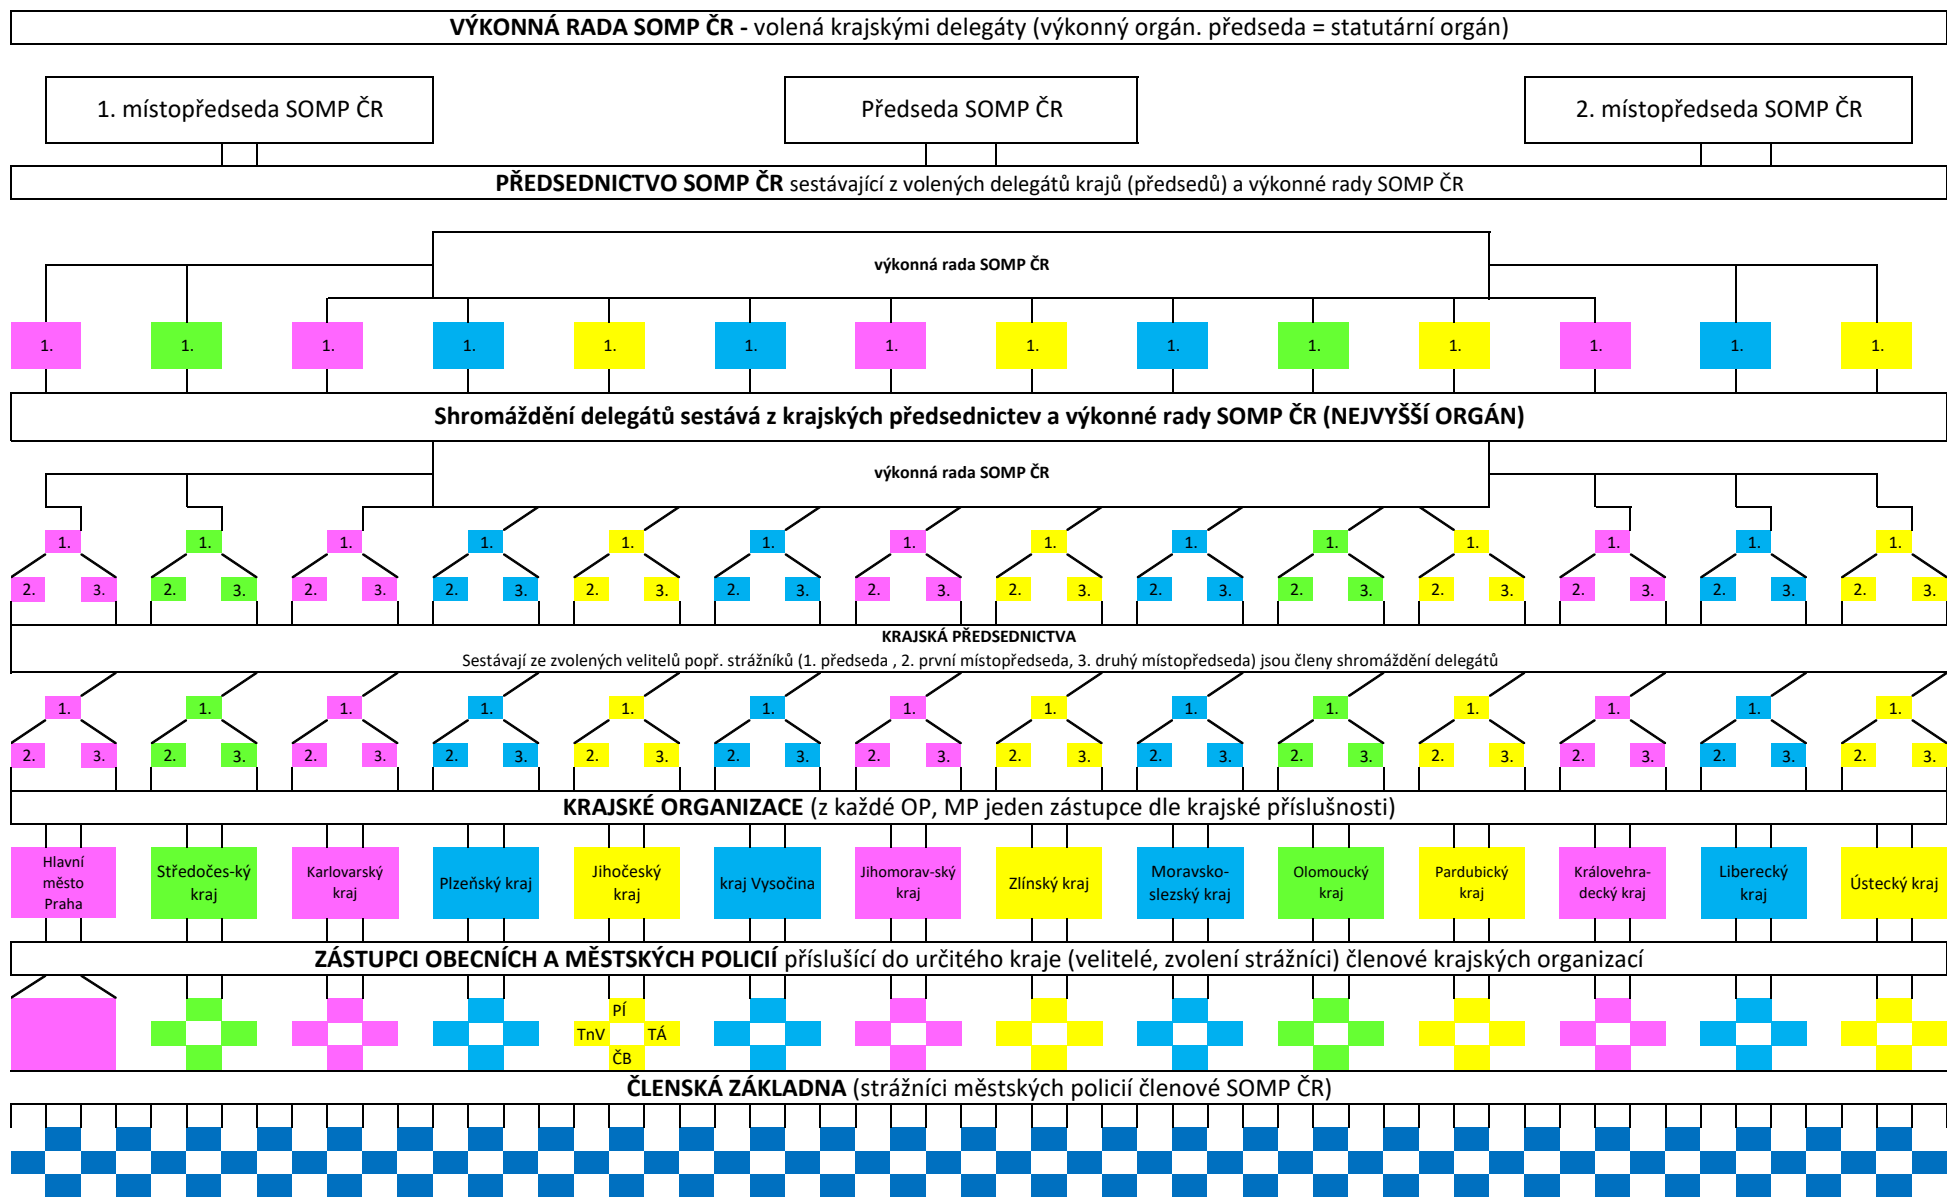 VÝKONNÁ RADA SOMP ČR - volená krajskými delegáty (výkonný orgán. předseda = statutární orgán)
1. místopředseda SOMP ČR
Předseda SOMP ČR
2. místopředseda SOMP ČR
PŘEDSEDNICTVO SOMP ČR sestávající z volených delegátů krajů (předsedů) a výkonné rady SOMP ČR
výkonná rada SOMP ČR
1. 1. 1. 1. 1. 1. 1. 1. 1. 1. 1. 1. 1. 1.
Shromáždění delegátů sestává z krajských předsednictev a výkonné rady SOMP ČR (NEJVYŠŠÍ ORGÁN)
výkonná rada SOMP ČR
1. 1. 1. 1. 1. 1. 1. 1. 1. 1. 1. 1. 1. 1.
2. 3. 2. 3. 2. 3. 2. 3. 2. 3. 2. 3. 2. 3. 2. 3. 2. 3. 2. 3. 2. 3. 2. 3. 2. 3. 2. 3.
KRAJSKÁ PŘEDSEDNICTVA
Sestávají ze zvolených velitelů popř. strážníků (1. předseda , 2. první místopředseda, 3. druhý místopředseda) jsou členy shromáždění delegátů
1. 1. 1. 1. 1. 1. 1. 1. 1. 1. 1. 1. 1. 1.
2. 3. 2. 3. 2. 3. 2. 3. 2. 3. 2. 3. 2. 3. 2. 3. 2. 3. 2. 3. 2. 3. 2. 3. 2. 3. 2. 3.
KRAJSKÉ ORGANIZACE (z každé OP, MP jeden zástupce dle krajské příslušnosti)
Hlavní
město
Praha
Středočes-ký
kraj
Karlovarský
kraj
Plzeňský kraj
Jihočeský
kraj
kraj Vysočina
Jihomorav-ský
kraj
Zlínský kraj
Moravsko-
slezský kraj
Olomoucký
kraj
Pardubický
kraj
Královehra-
decký kraj
Liberecký
kraj
Ústecký kraj
ZÁSTUPCI OBECNÍCH A MĚSTSKÝCH POLICIÍ příslušící do určitého kraje (velitelé, zvolení strážníci) členové krajských organizací
PÍ
TnV TÁ
ČB
ČLENSKÁ ZÁKLADNA (strážníci městských policií členové SOMP ČR)